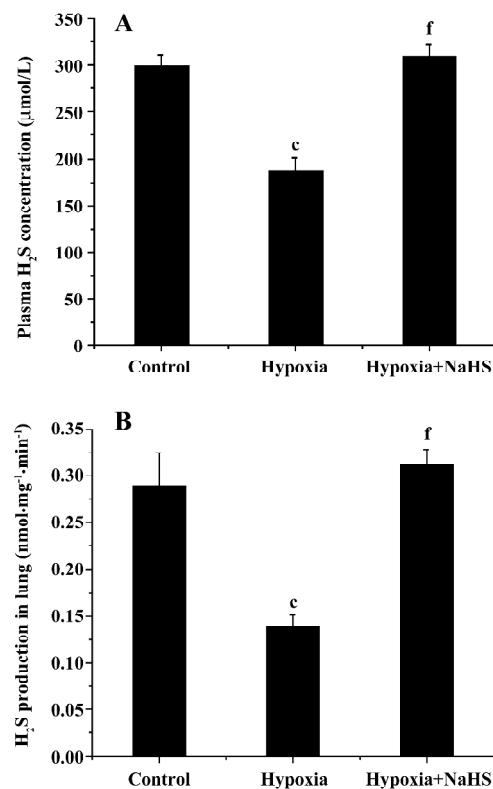 A
Plasma H₂S concentration (μmol/L)
350
300
250
200
150
100
50
0
c
f
Control Hypoxia Hypoxia+NaHS
B
H₂S production in lung (nmol·mg⁻¹·min⁻¹)
0.35
0.30
0.25
0.20
0.15
0.10
0.05
0.00
c
f
Control Hypoxia Hypoxia+NaHS